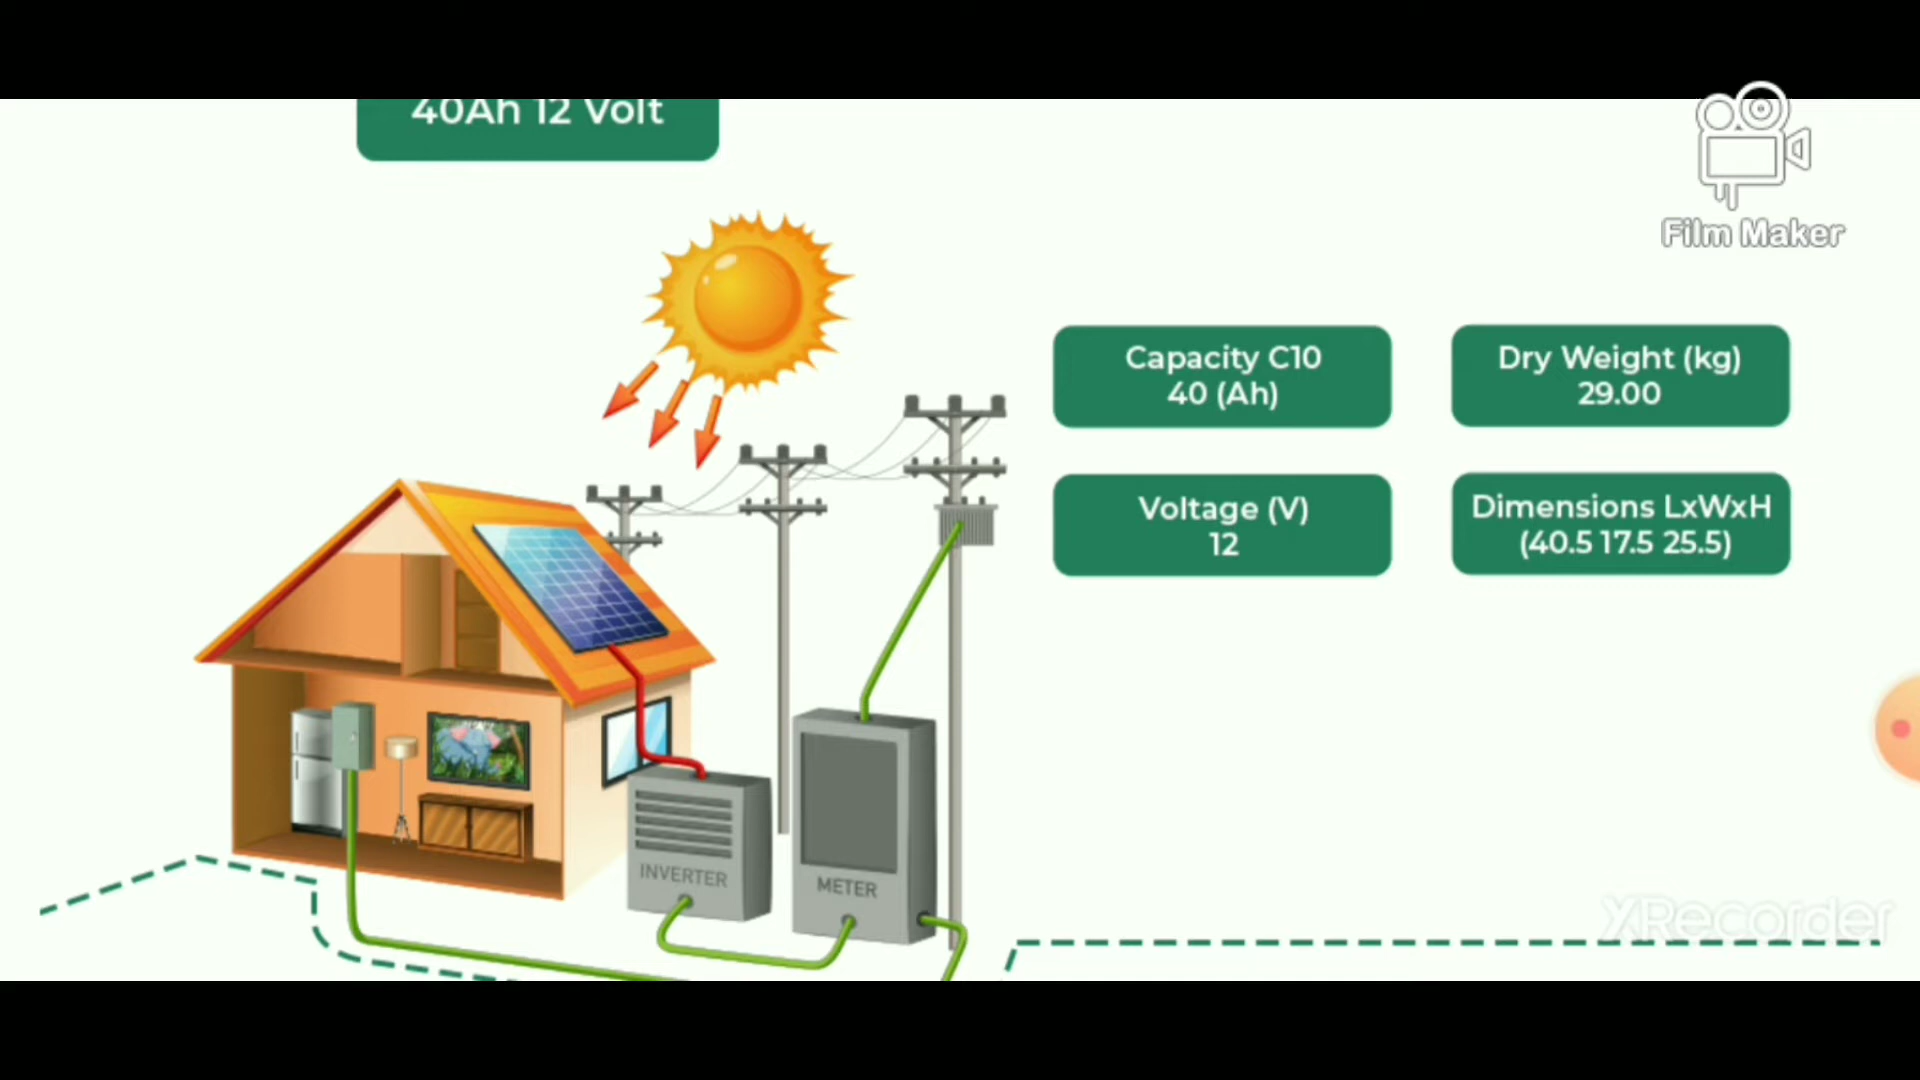 40Ah 12 Volt
Film Maker
Capacity C10
40 (Ah)
Dry Weight (kg)
29.00
Voltage (V)
12
Dimensions LxWxH
(40.5 17.5 25.5)
INVERTER
METER
XRecorder